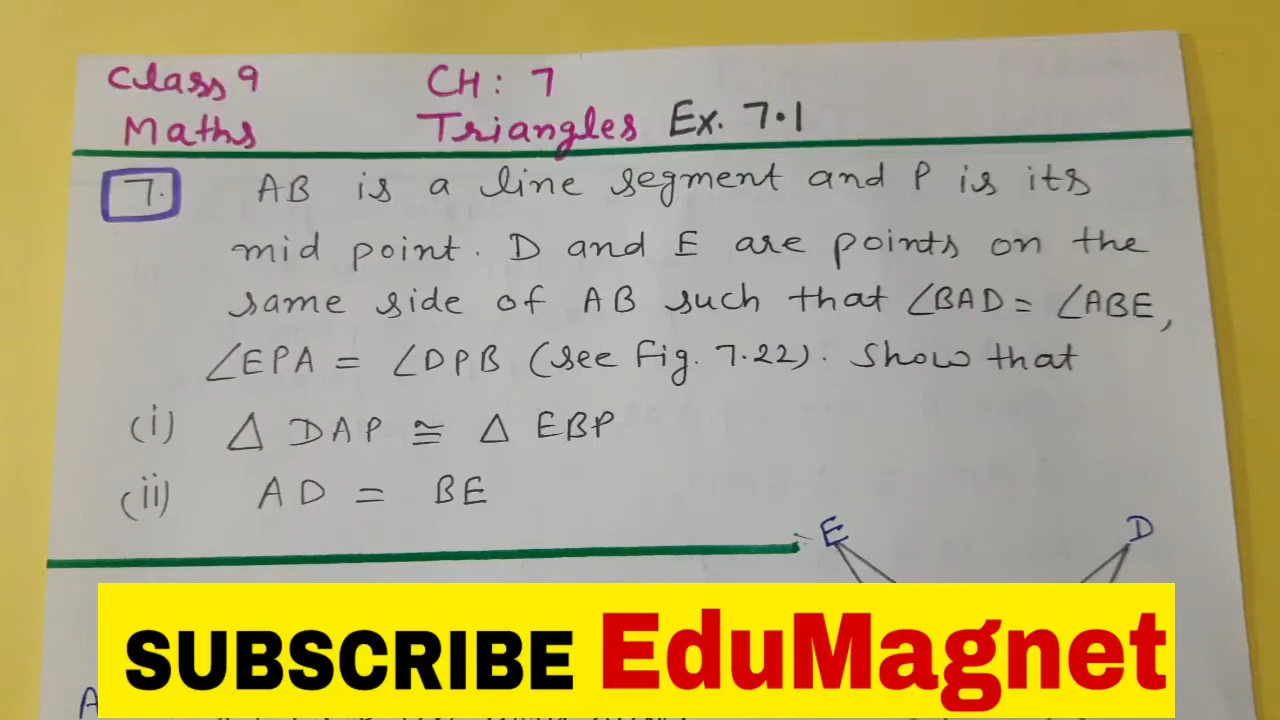 Class 9 CH: 7
Maths Triangles Ex. 7.1
7. AB is a line segment and P is its
mid point. D and E are points on the
same side of AB such that ∠BAD = ∠ABE,
∠EPA = ∠DPB (see fig. 7.22). Show that
(i) △ DAP ≅ △ EBP
(ii) AD = BE
E D
SUBSCRIBE EduMagnet
A